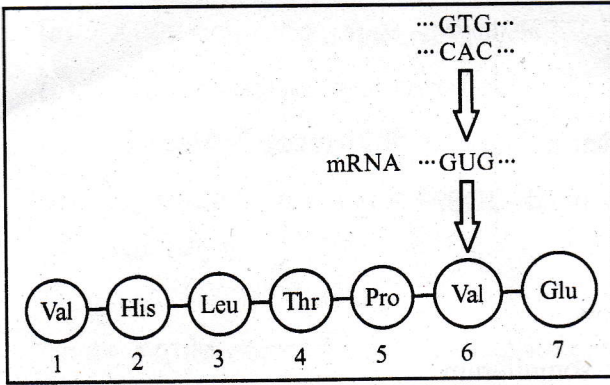 ···GTG···
···CAC···
mRNA ···GUG···
Val His Leu Thr Pro Val Glu
1 2 3 4 5 6 7